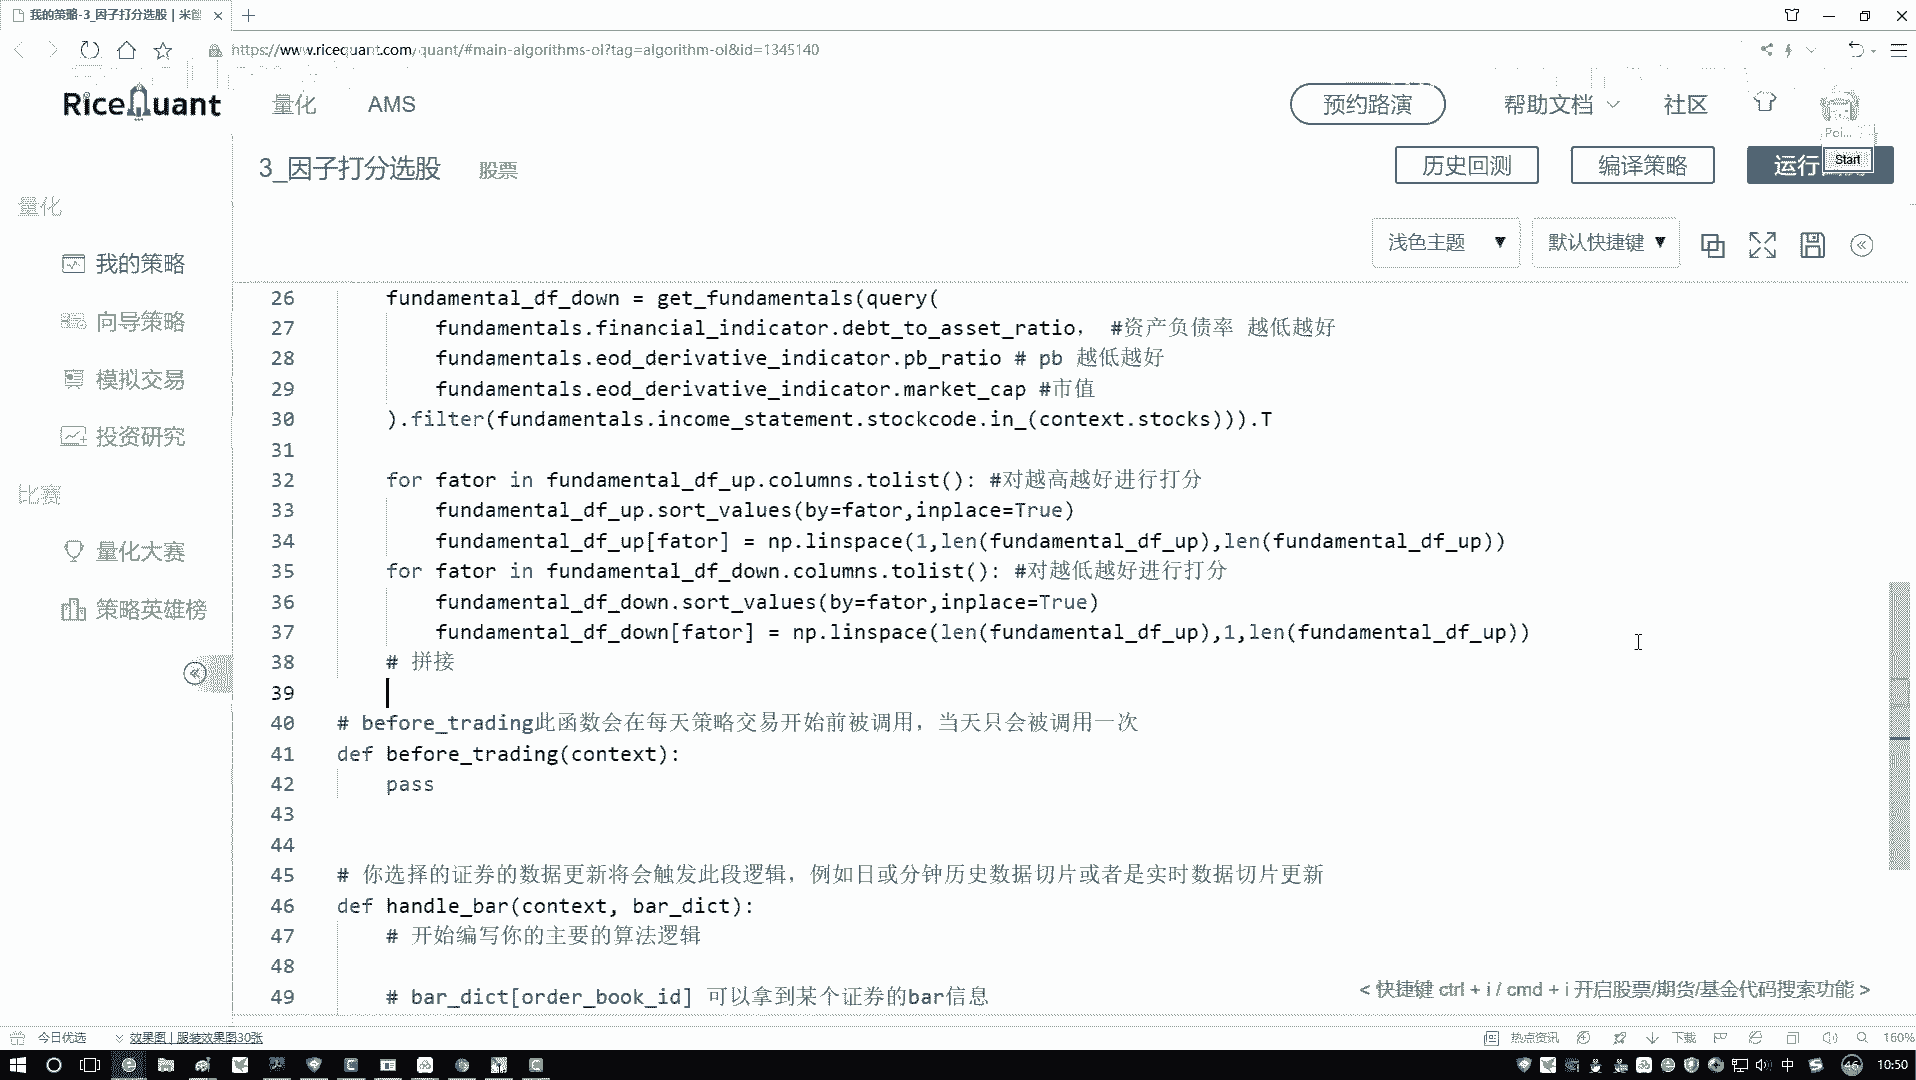 我的策略-3_因子打分选股 | 米
https://www.ricequant.com/quant/#main-algorithms-ol?tag=algorithm-ol&id=1345140
RiceQuant
量化
AMS
预约路演
帮助文档
社区
Poi...
3_因子打分选股
股票
历史回测
编译策略
运行
Start
浅色主题
默认快捷键
量化
我的策略
向导策略
模拟交易
投资研究
比赛
量化大赛
策略英雄榜
26 fundamental_df_down = get_fundamentals(query(
27 fundamentals.financial_indicator.debt_to_asset_ratio， #资产负债率 越低越好
28 fundamentals.eod_derivative_indicator.pb_ratio # pb 越低越好
29 fundamentals.eod_derivative_indicator.market_cap #市值
30 ).filter(fundamentals.income_statement.stockcode.in_(context.stocks))).T
31
32 for fator in fundamental_df_up.columns.tolist(): #对越高越好进行打分
33 fundamental_df_up.sort_values(by=fator,inplace=True)
34 fundamental_df_up[fator] = np.linspace(1,len(fundamental_df_up),len(fundamental_df_up))
35 for fator in fundamental_df_down.columns.tolist(): #对越低越好进行打分
36 fundamental_df_down.sort_values(by=fator,inplace=True)
37 fundamental_df_down[fator] = np.linspace(len(fundamental_df_up),1,len(fundamental_df_up))
38 # 拼接
39
40 # before_trading此函数会在每天策略交易开始前被调用，当天只会被调用一次
41 def before_trading(context):
42 pass
43
44
45 # 你选择的证券的数据更新将会触发此段逻辑，例如日或分钟历史数据切片或者是实时数据切片更新
46 def handle_bar(context, bar_dict):
47 # 开始编写你的主要的算法逻辑
48
49 # bar_dict[order_book_id] 可以拿到某个证券的bar信息
< 快捷键 ctrl + i / cmd + i 开启股票/期货/基金代码搜索功能 >
今日优选
效果图 | 服装效果图30张
热点资讯
下载
160%
中
46
10:50